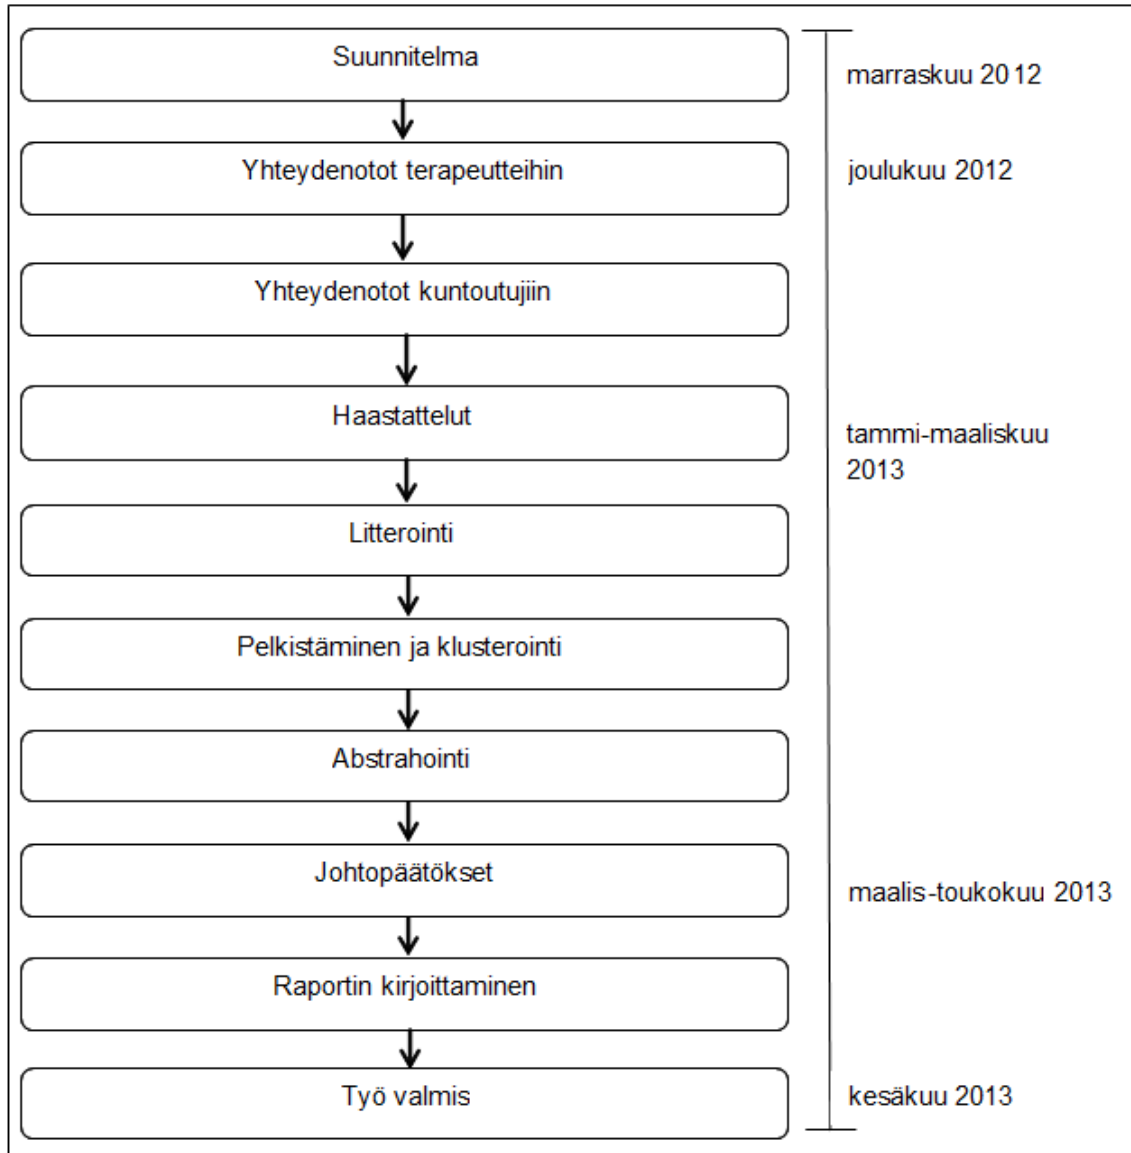 Suunnitelma
marraskuu 2012
Yhteydenotot terapeutteihin
joulukuu 2012
Yhteydenotot kuntoutujiin
Haastattelut
tammi-maaliskuu
2013
Litterointi
Pelkistäminen ja klusterointi
Abstrahointi
Johtopäätökset
maalis-toukokuu 2013
Raportin kirjoittaminen
Työ valmis
kesäkuu 2013